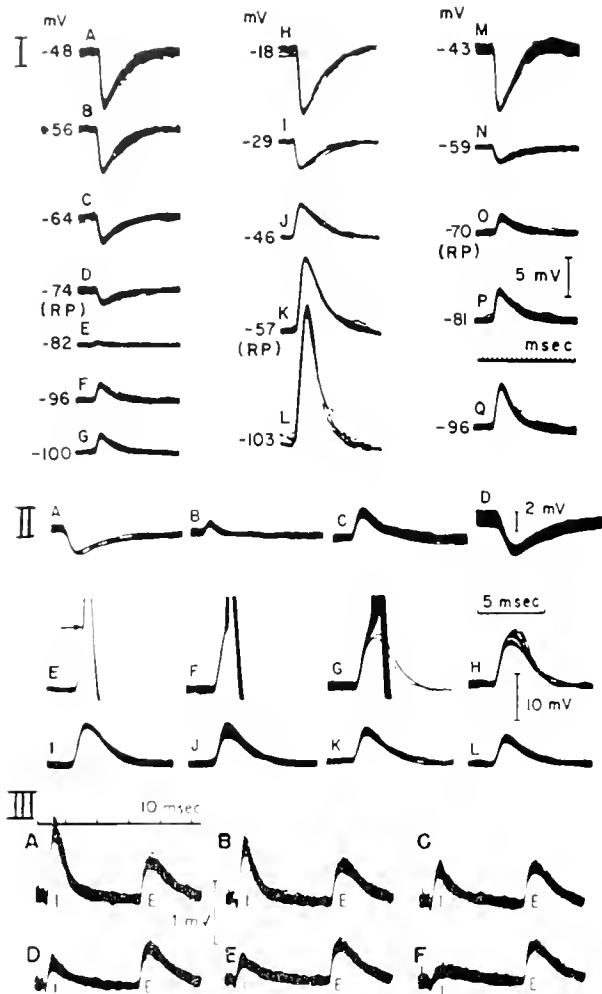 I
mV
A
-48
B
-56
C
-64
D
-74
(RP)
E
-82
F
-96
G
-100
H
-18
I
-29
J
-46
K
-57
(RP)
L
-103
mV
M
-43
N
-59
O
-70
(RP)
5 mV
P
-81
msec
Q
-96
II
A
B
C
D
2 mV
E
F
G
5 msec
H
10 mV
I
J
K
L
III
10 msec
A
I
E
1 mV
B
I
E
C
I
E
D
I
E
E
I
E
F
I
E